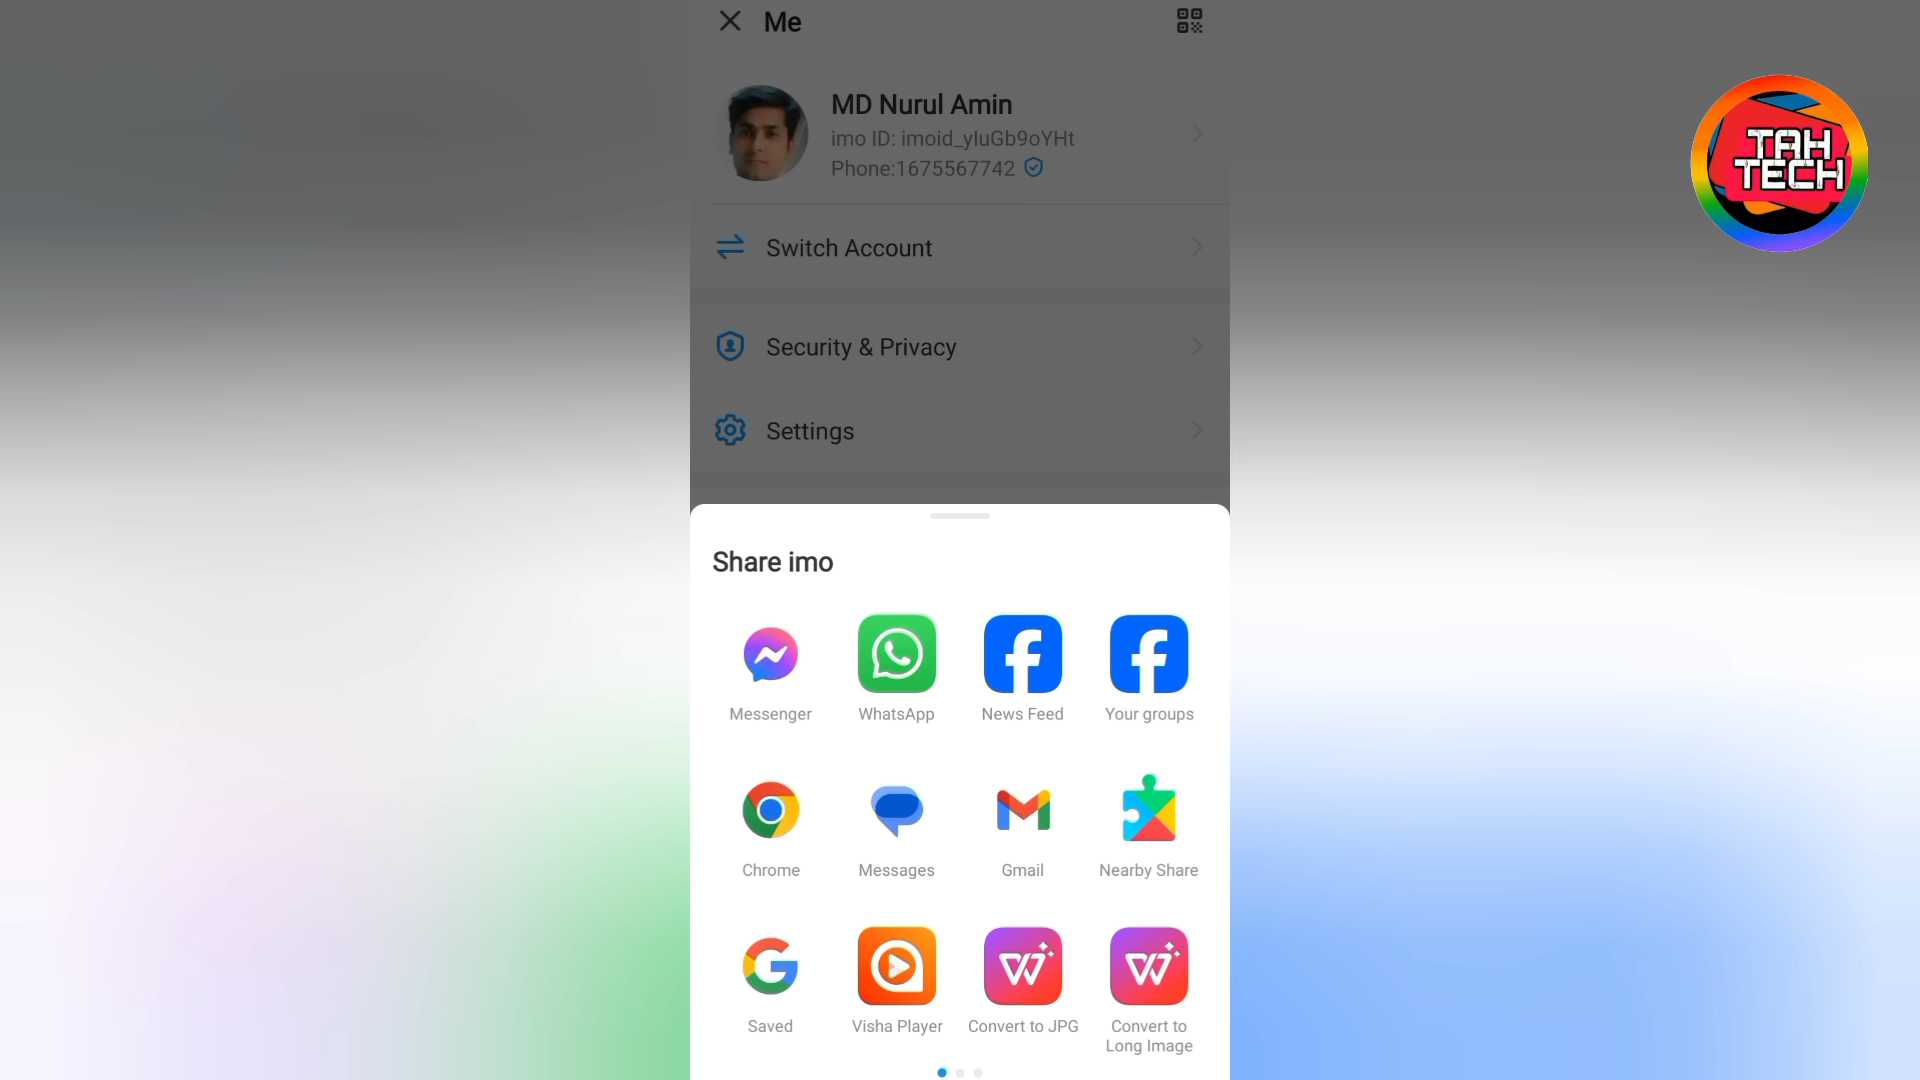 Me
MD Nurul Amin
imo ID: imoid_yIuGb9oYHt
Phone:1675567742
Switch Account
Security & Privacy
Settings
TAH
TECH
Share imo
Messenger
WhatsApp
News Feed
Your groups
Chrome
Messages
Gmail
Nearby Share
Saved
Visha Player
Convert to JPG
Convert to
Long Image